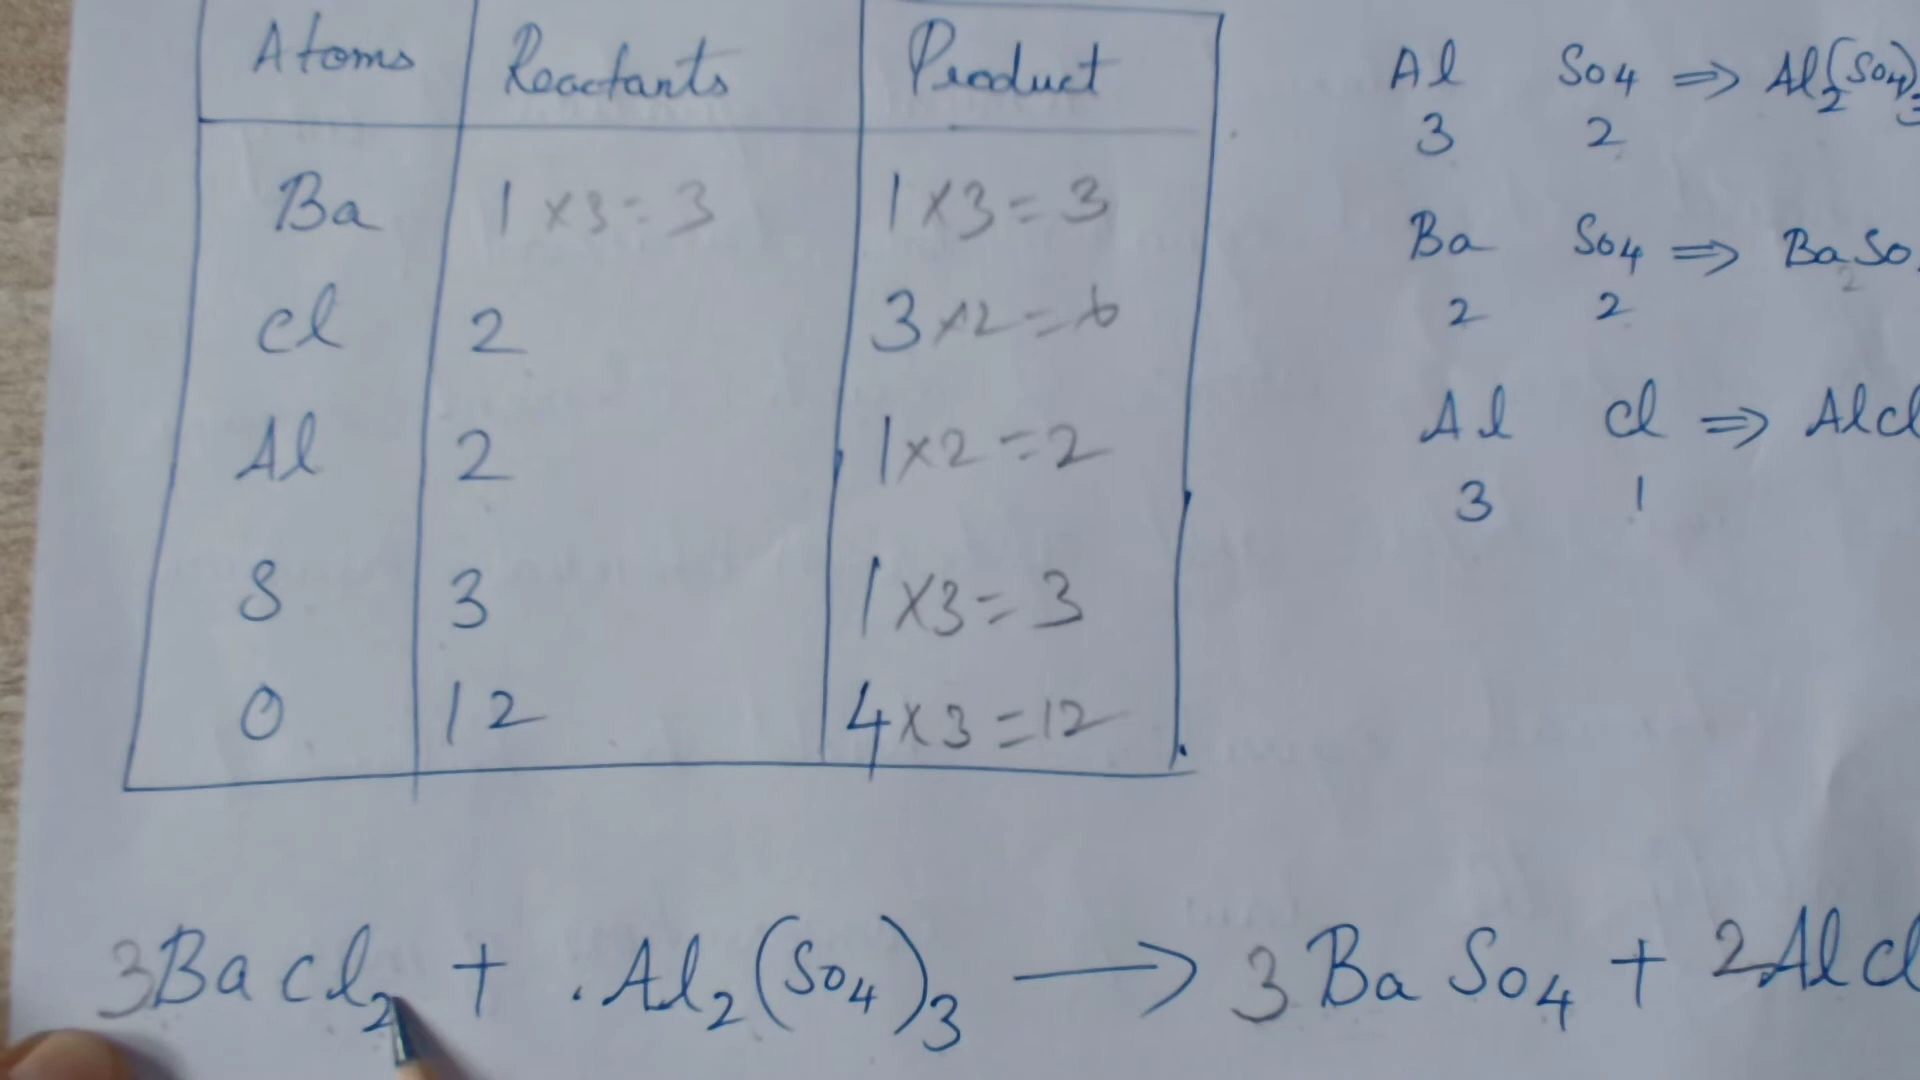 Atoms Reactants Product
Ba 1 x 3 = 3 1 x 3 = 3
Cl 2 3 x 2 = 6
Al 2 1 x 2 = 2
S 3 1 x 3 = 3
O 12 4 x 3 = 12
Al So4 ⇒ Al2(So4)3
3 2
Ba So4 ⇒ BaSo
2 2 2
Al Cl ⇒ AlCl
3 1
3BaCl2 + . Al2(So4)3 → 3BaSo4 + 2AlCl